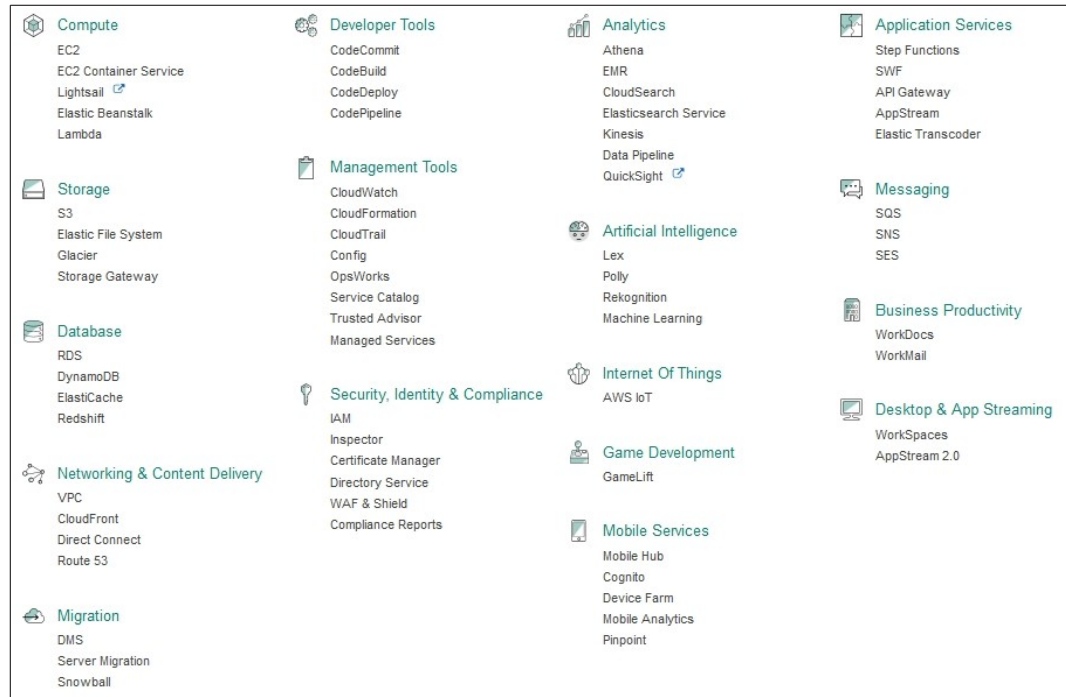 Compute
EC2
EC2 Container Service
Lightsail
Elastic Beanstalk
Lambda
Storage
S3
Elastic File System
Glacier
Storage Gateway
Database
RDS
DynamoDB
ElastiCache
Redshift
Networking & Content Delivery
VPC
CloudFront
Direct Connect
Route 53
Migration
DMS
Server Migration
Snowball
Developer Tools
CodeCommit
CodeBuild
CodeDeploy
CodePipeline
Management Tools
CloudWatch
CloudFormation
CloudTrail
Config
OpsWorks
Service Catalog
Trusted Advisor
Managed Services
Security, Identity & Compliance
IAM
Inspector
Certificate Manager
Directory Service
WAF & Shield
Compliance Reports
Analytics
Athena
EMR
CloudSearch
Elasticsearch Service
Kinesis
Data Pipeline
QuickSight
Artificial Intelligence
Lex
Polly
Rekognition
Machine Learning
Internet Of Things
AWS IoT
Game Development
GameLift
Mobile Services
Mobile Hub
Cognito
Device Farm
Mobile Analytics
Pinpoint
Application Services
Step Functions
SWF
API Gateway
AppStream
Elastic Transcoder
Messaging
SQS
SNS
SES
Business Productivity
WorkDocs
WorkMail
Desktop & App Streaming
WorkSpaces
AppStream 2.0